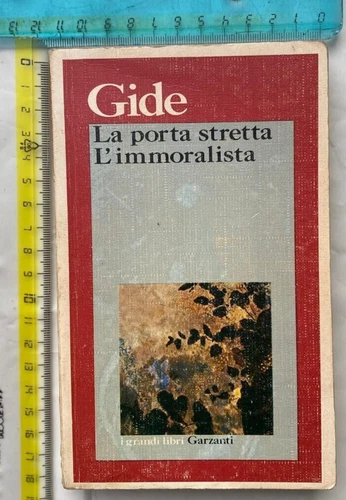 Gide
La porta stretta
L'immoralista
i grandi libri Garzanti